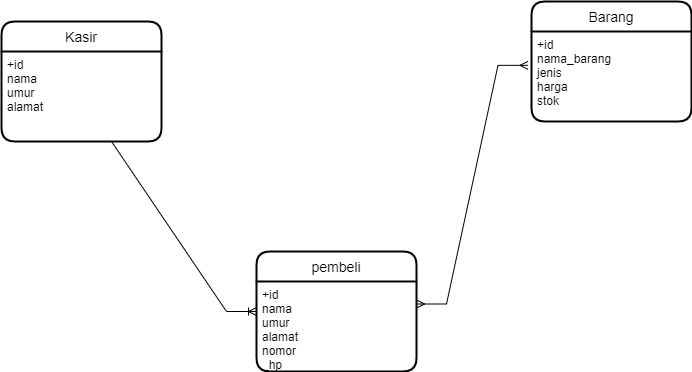 Kasir
+id
nama
umur
alamat
Barang
+id
nama_barang
jenis
harga
stok
pembeli
+id
nama
umur
alamat
nomor
_hp